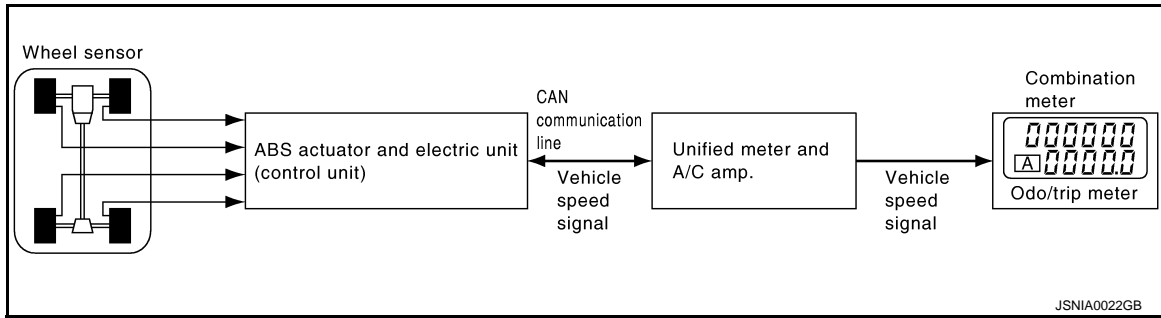 Wheel sensor
ABS actuator and electric unit
(control unit)
CAN
communication
line
Vehicle
speed
signal
Unified meter and
A/C amp.
Vehicle
speed
signal
Combination
meter
000000
A 0000.0
Odo/trip meter
JSNIA0022GB